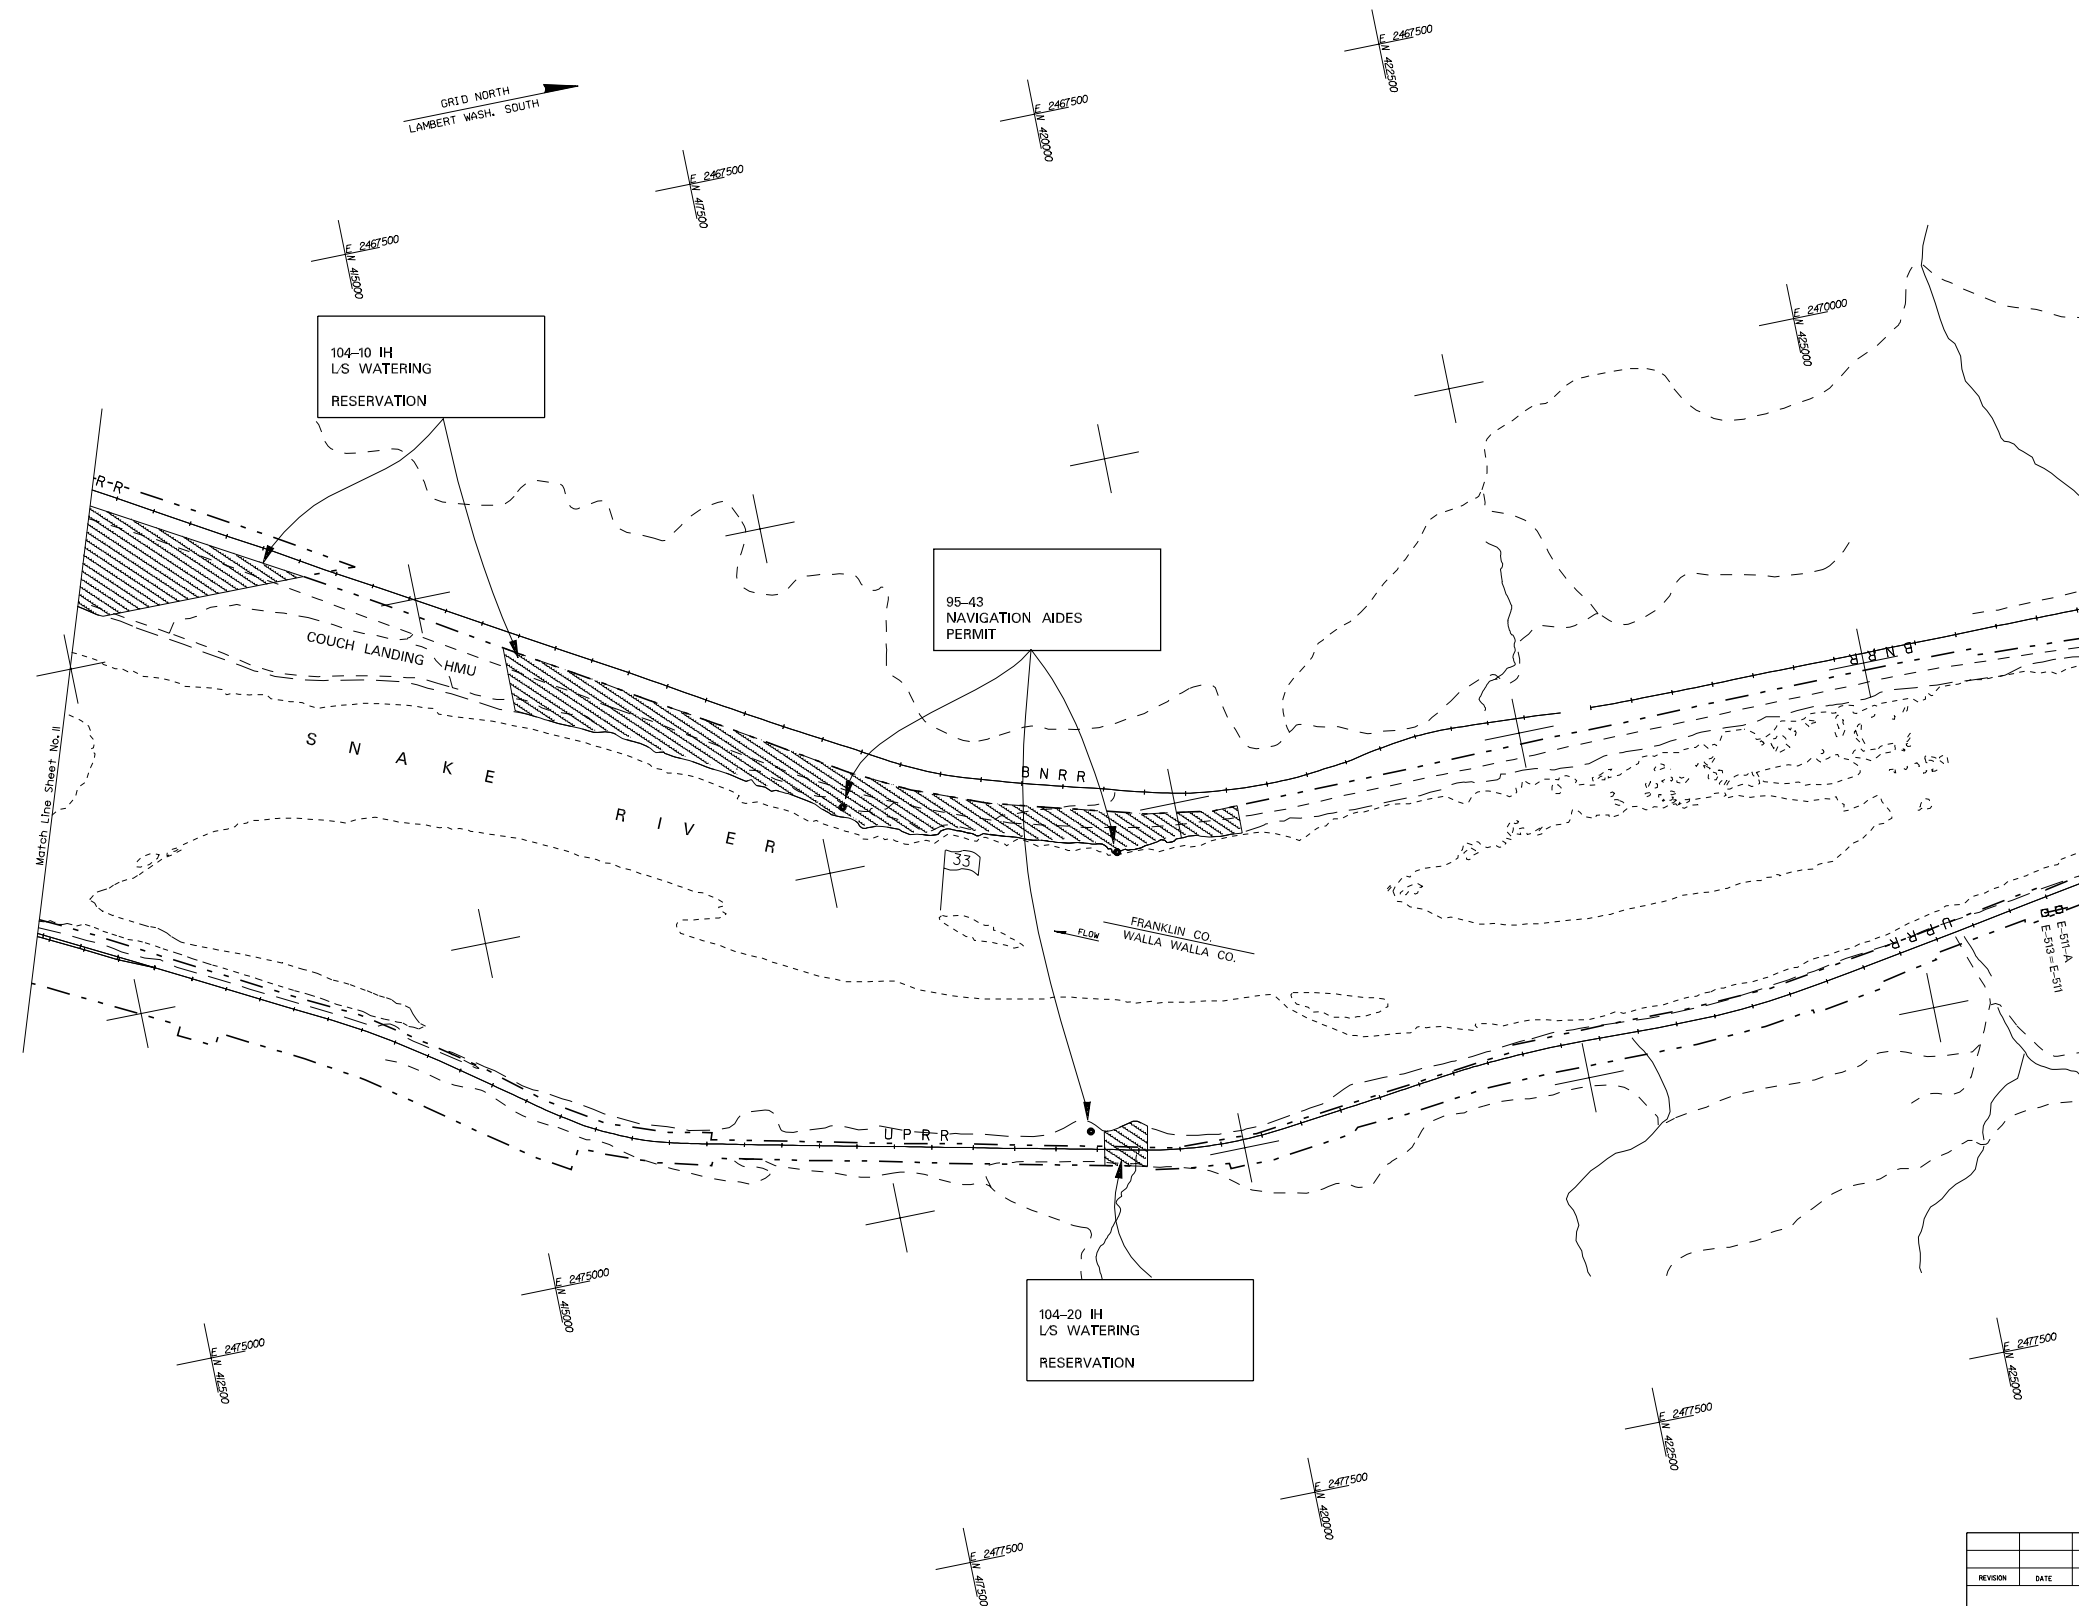 E 2467500
N 422500
GRID NORTH
LAMBERT WASH. SOUTH
E 2467500
N 420000
E 2467500
N 417500
E 2467500
N 415000
E 2470000
N 425000
104-10 IH
L/S WATERING
RESERVATION
R-R-
95-43
NAVIGATION AIDES
PERMIT
COUCH LANDING HMU
BNRR
SNAKE RIVER
BNRR
Match Line Sheet No. 11
33
FRANKLIN CO.
WALLA WALLA CO.
FLOW
UPRR
E-511-A
E-513 = E-511
UPRR
104-20 IH
L/S WATERING
RESERVATION
E 2475000
N 415000
E 2475000
N 412500
E 2477500
N 425000
E 2477500
N 422500
E 2477500
N 420000
E 2477500
N 417500
REVISION DATE